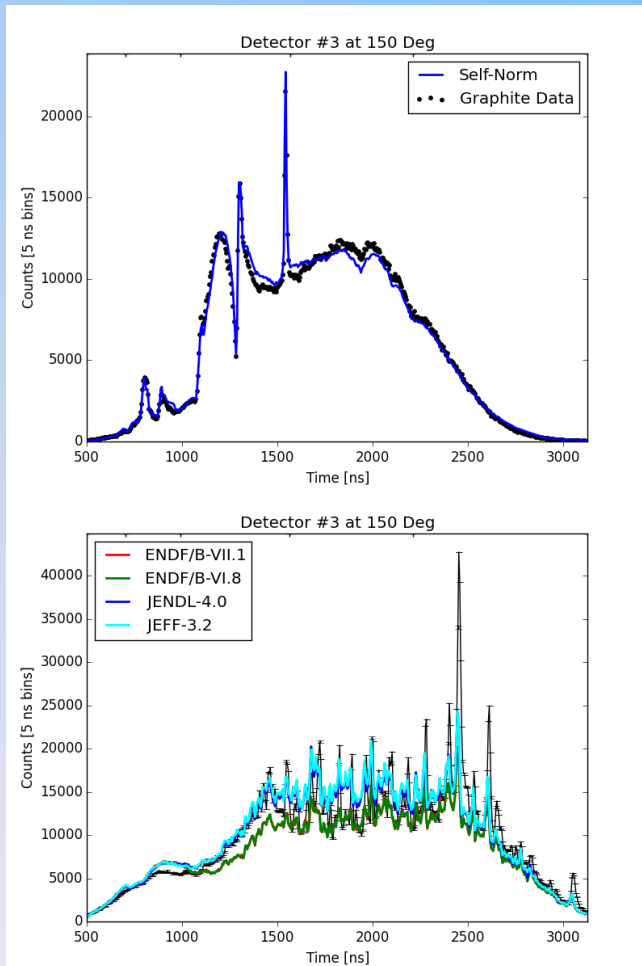 Detector #3 at 150 Deg
Self-Norm
Graphite Data
Counts [5 ns bins]
20000
15000
10000
5000
0
500 1000 1500 2000 2500 3000
Time [ns]
Detector #3 at 150 Deg
ENDF/B-VII.1
ENDF/B-VI.8
JENDL-4.0
JEFF-3.2
Counts [5 ns bins]
40000
35000
30000
25000
20000
15000
10000
5000
0
500 1000 1500 2000 2500 3000
Time [ns]